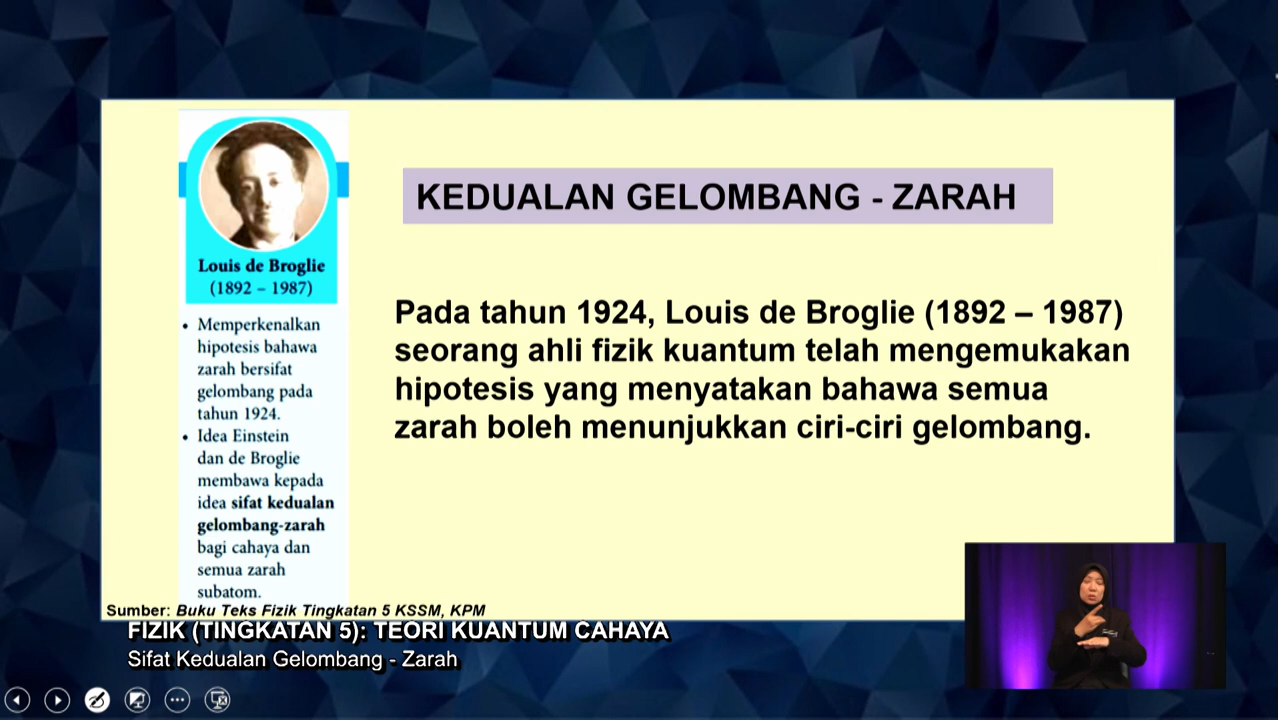 KEDUALAN GELOMBANG - ZARAH
Louis de Broglie
(1892 – 1987)
• Memperkenalkan
hipotesis bahawa
zarah bersifat
gelombang pada
tahun 1924.
• Idea Einstein
dan de Broglie
membawa kepada
idea sifat kedualan
gelombang-zarah
bagi cahaya dan
semua zarah
subatom.
Pada tahun 1924, Louis de Broglie (1892 – 1987)
seorang ahli fizik kuantum telah mengemukakan
hipotesis yang menyatakan bahawa semua
zarah boleh menunjukkan ciri-ciri gelombang.
Sumber: Buku Teks Fizik Tingkatan 5 KSSM, KPM
FIZIK (TINGKATAN 5): TEORI KUANTUM CAHAYA
Sifat Kedualan Gelombang - Zarah